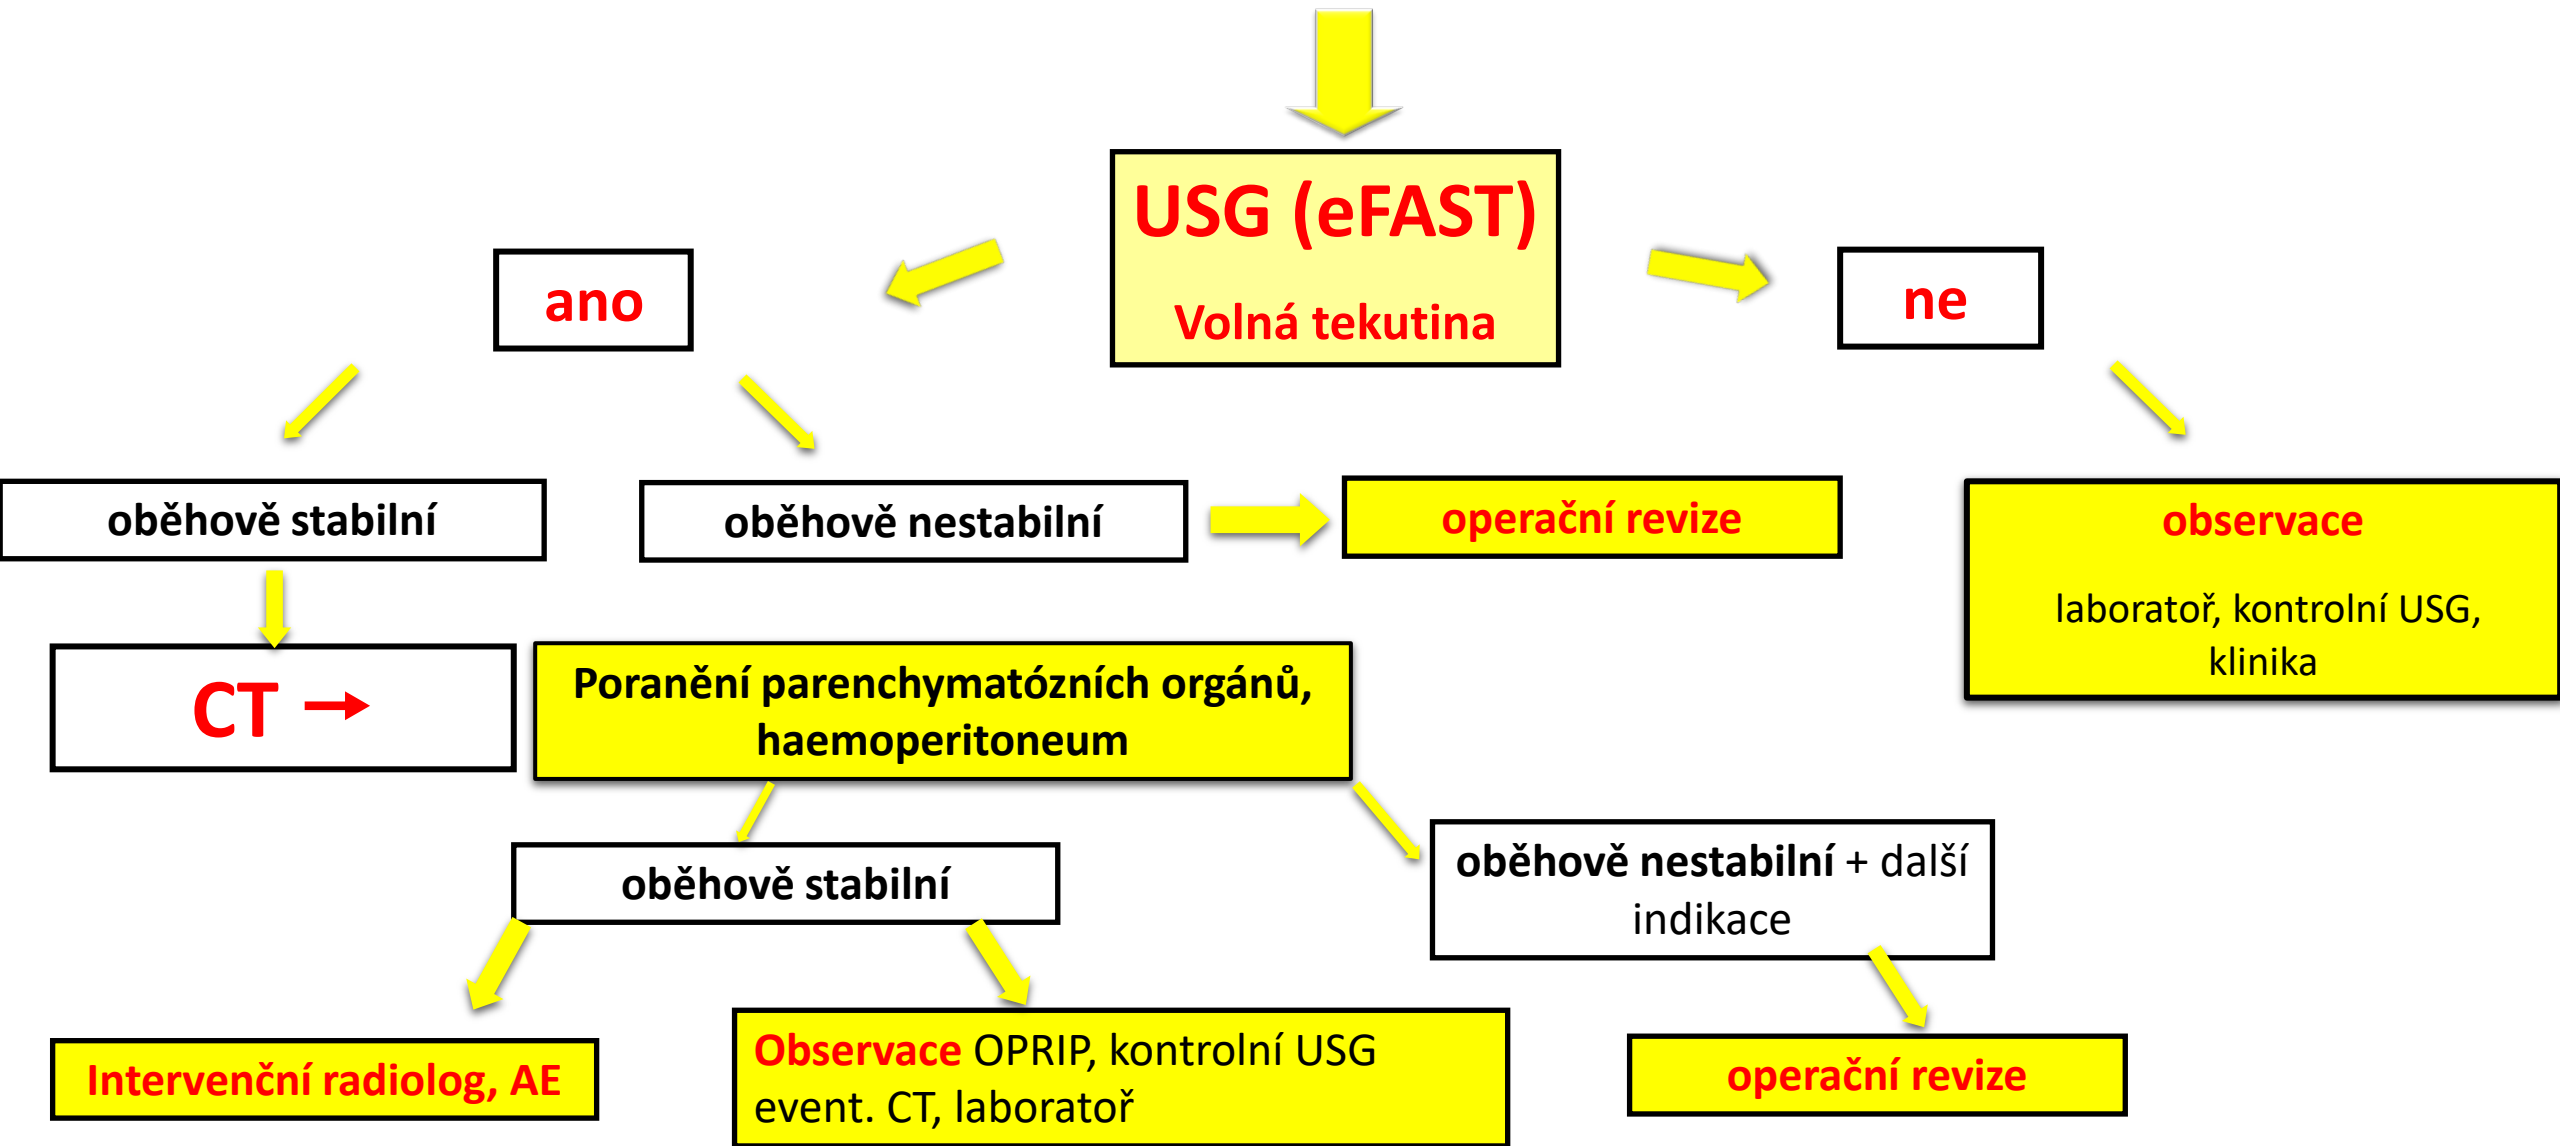 USG (eFAST)
Volná tekutina
ano
ne
oběhově stabilní
oběhově nestabilní
operační revize
observace
laboratoř, kontrolní USG,
klinika
CT →
Poranění parenchymatózních orgánů,
haemoperitoneum
oběhově stabilní
oběhově nestabilní + další
indikace
Intervenční radiolog, AE
Observace OPRIP, kontrolní USG
event. CT, laboratoř
operační revize